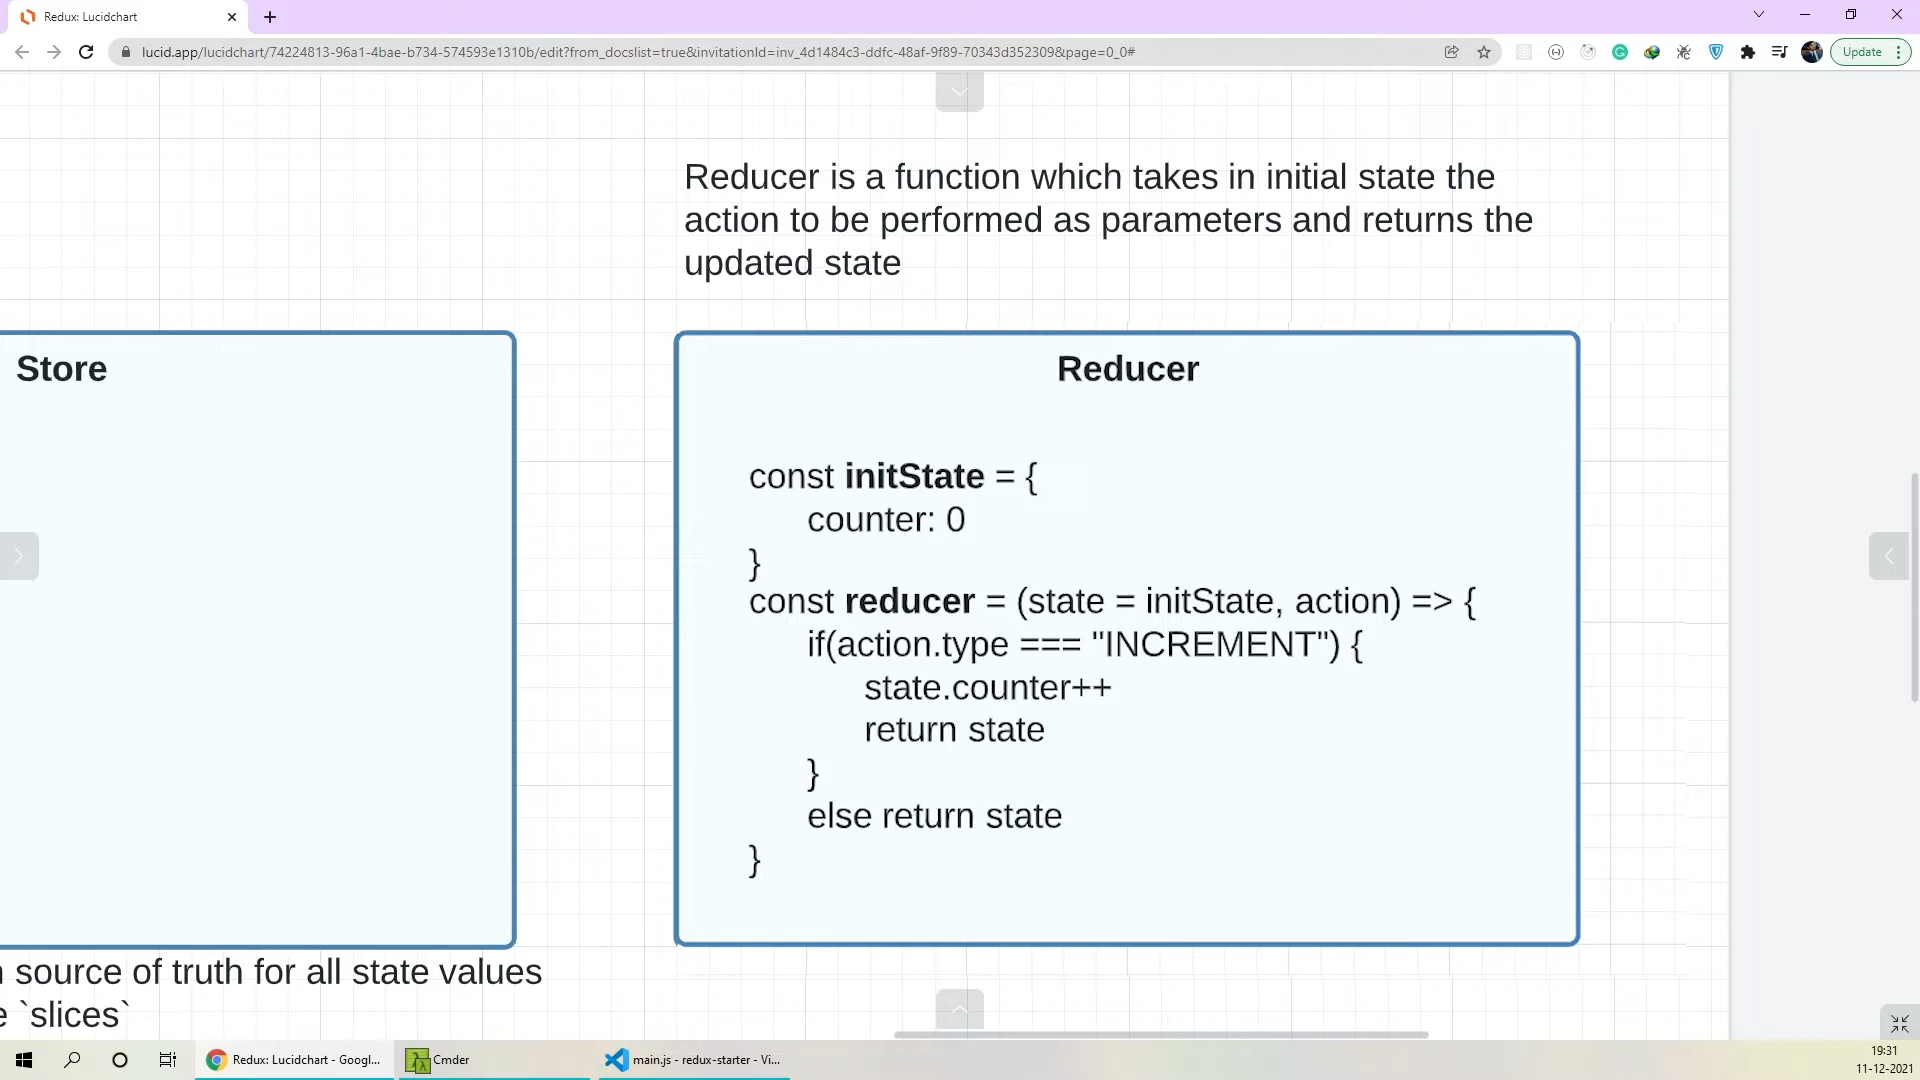 Redux: Lucidchart
lucid.app/lucidchart/74224813-96a1-4bae-b734-574593e1310b/edit?from_docslist=true&invitationId=inv_4d1484c3-ddfc-48af-9f89-70343d352309&page=0_0#
Update
Reducer is a function which takes in initial state the
action to be performed as parameters and returns the
updated state
Store
Reducer
const initState = {
counter: 0
}
const reducer = (state = initState, action) => {
if(action.type === "INCREMENT") {
state.counter++
return state
}
else return state
}
source of truth for all state values
`slices`
Redux: Lucidchart - Googl...
Cmder
main.js - redux-starter - Vi...
19:31
11-12-2021